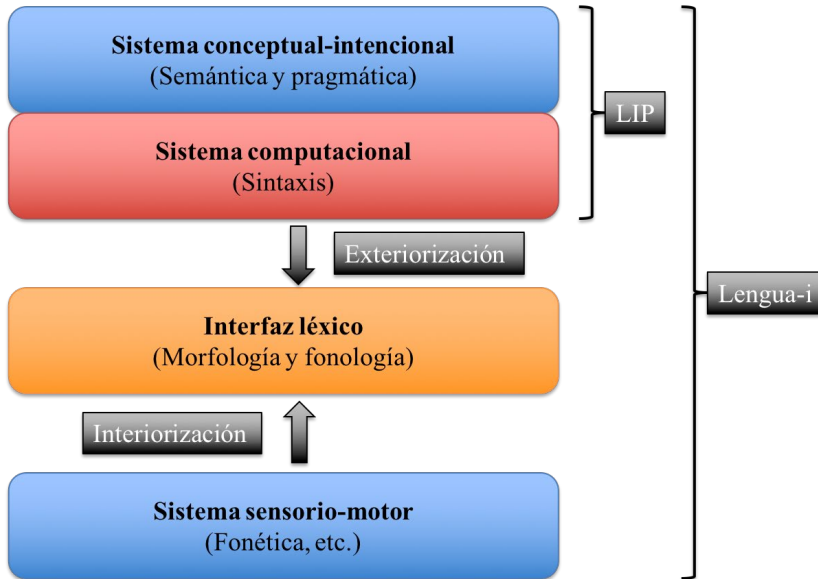 Sistema conceptual-intencional
(Semántica y pragmática)
LIP
Sistema computacional
(Sintaxis)
Exteriorización
Lengua-i
Interfaz léxico
(Morfología y fonología)
Interiorización
Sistema sensorio-motor
(Fonética, etc.)